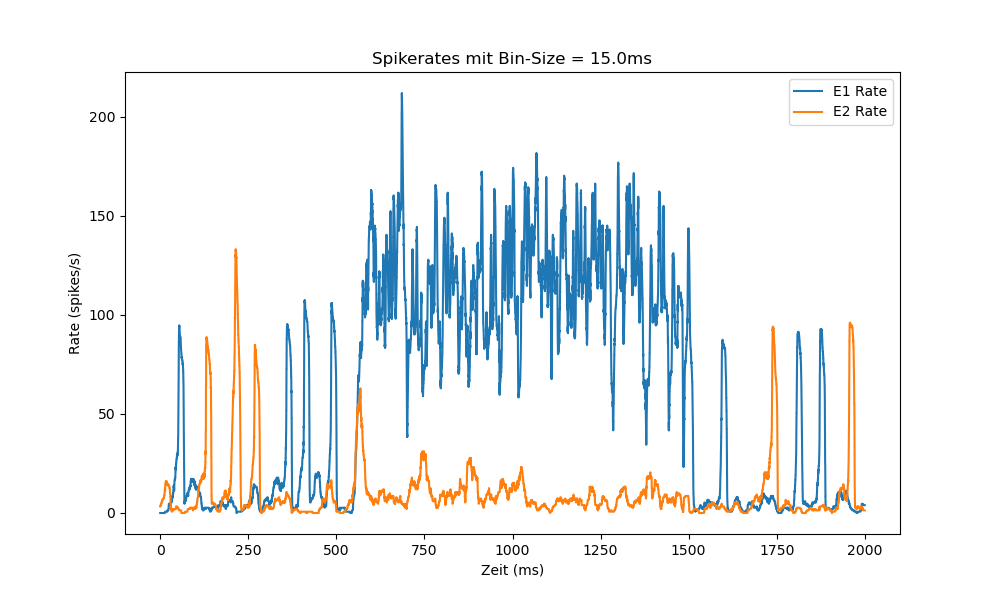 Spikerates mit Bin-Size = 15.0ms
E1 Rate
E2 Rate
Rate (spikes/s)
200
150
100
50
0
0 250 500 750 1000 1250 1500 1750 2000
Zeit (ms)